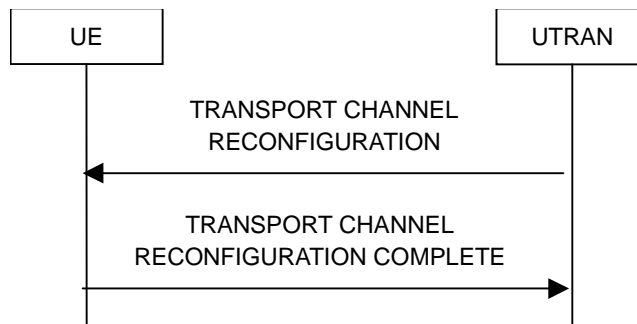 UE
UTRAN
TRANSPORT CHANNEL
RECONFIGURATION
TRANSPORT CHANNEL
RECONFIGURATION COMPLETE